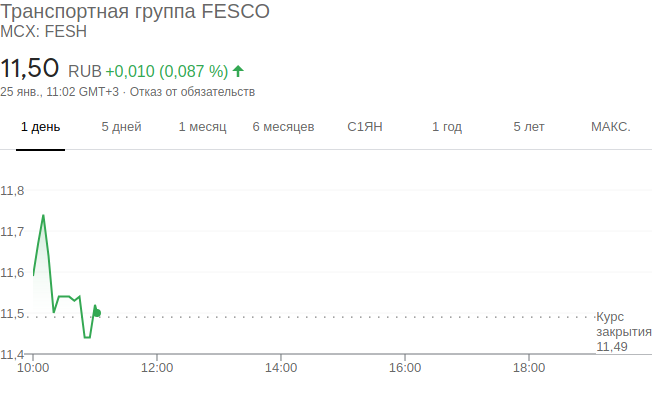 Транспортная группа FESCO
MCX: FESH
11,50 RUB +0,010 (0,087 %)
25 янв., 11:02 GMT+3 · Отказ от обязательств
1 день 5 дней 1 месяц 6 месяцев С1ЯН 1 год 5 лет МАКС.
11,8
11,7
11,6
11,5
11,4
Курс
закрытия
11,49
10:00 12:00 14:00 16:00 18:00